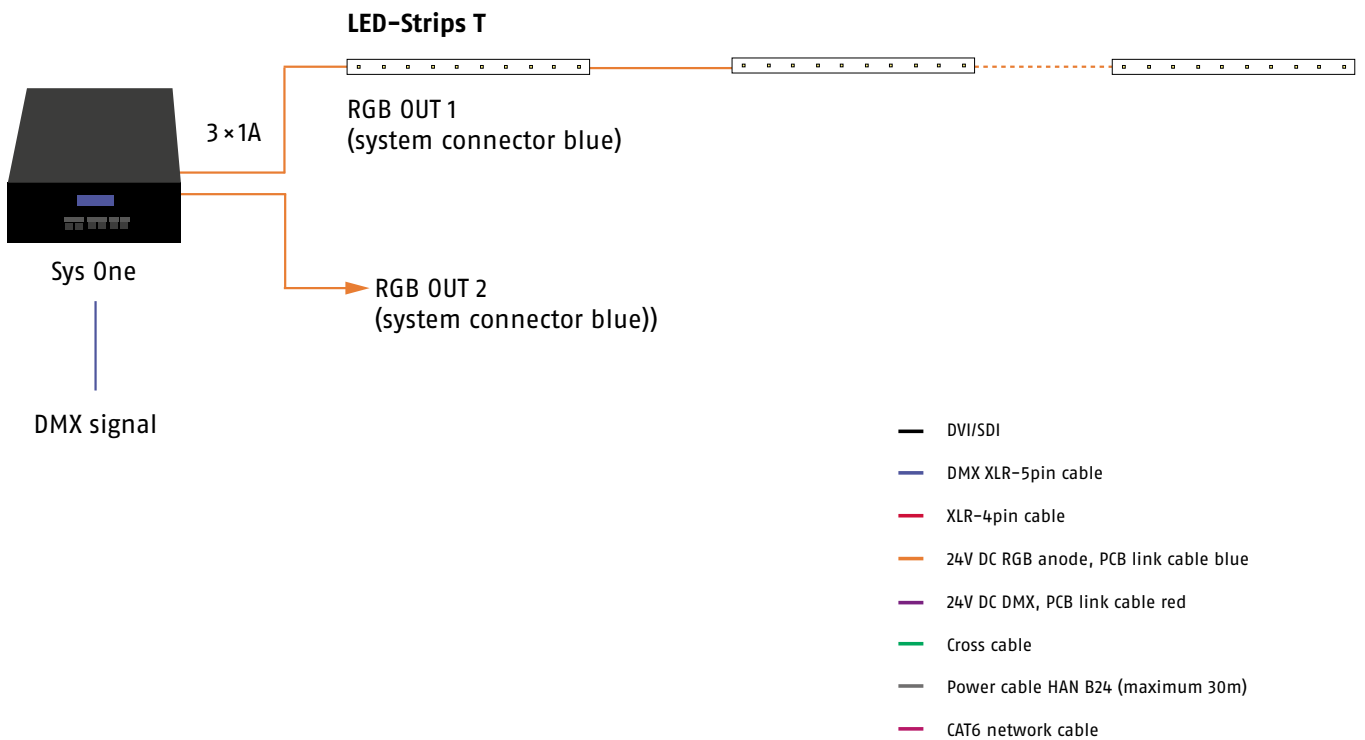 LED-Strips T
3×1A
RGB OUT 1
(system connector blue)
Sys One
RGB OUT 2
(system connector blue))
DMX signal
DVI/SDI
DMX XLR-5pin cable
XLR-4pin cable
24V DC RGB anode, PCB link cable blue
24V DC DMX, PCB link cable red
Cross cable
Power cable HAN B24 (maximum 30m)
CAT6 network cable